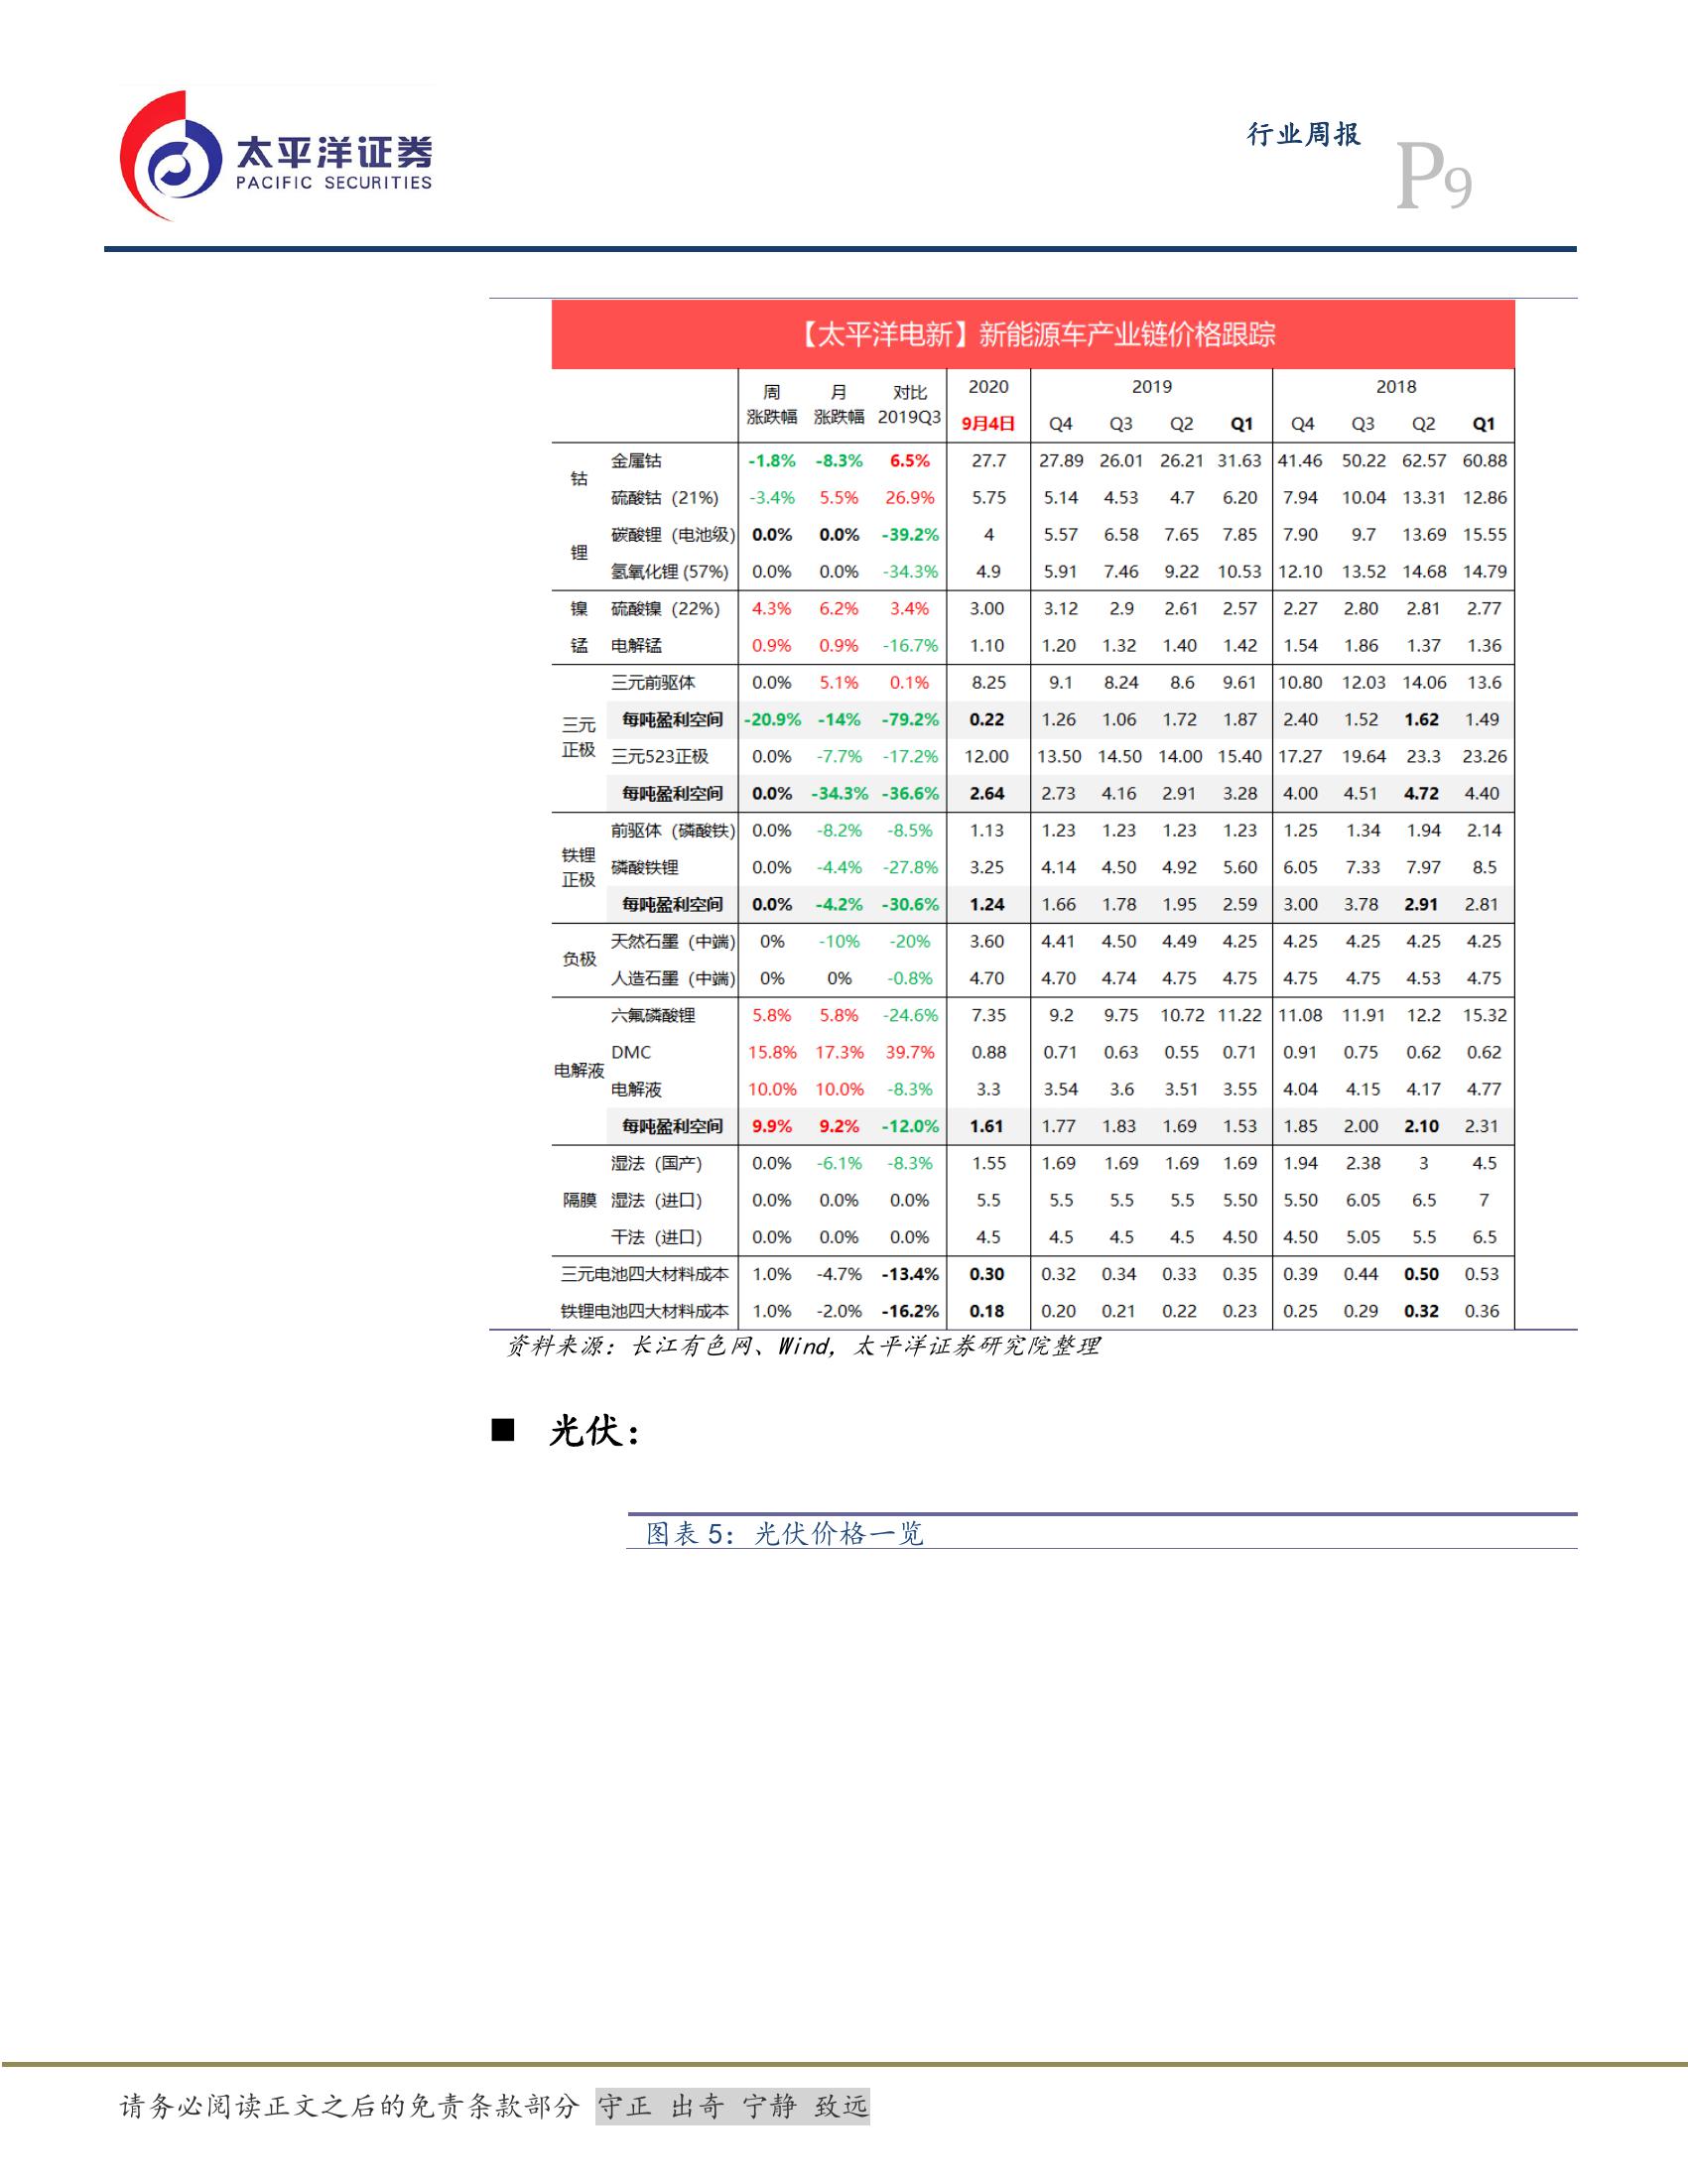 太平洋证券
PACIFIC SECURITIES
行业周报
P9
【太平洋电新】新能源车产业链价格跟踪
周涨跌幅 月涨跌幅 对比2019Q3 2020 2019 2018
9月4日 Q4 Q3 Q2 Q1 Q4 Q3 Q2 Q1
钴 金属钴 -1.8% -8.3% 6.5% 27.7 27.89 26.01 26.21 31.63 41.46 50.22 62.57 60.88
硫酸钴 (21%) -3.4% 5.5% 26.9% 5.75 5.14 4.53 4.7 6.20 7.94 10.04 13.31 12.86
锂 碳酸锂 (电池级) 0.0% 0.0% -39.2% 4 5.57 6.58 7.65 7.85 7.90 9.7 13.69 15.55
氢氧化锂 (57%) 0.0% 0.0% -34.3% 4.9 5.91 7.46 9.22 10.53 12.10 13.52 14.68 14.79
镍 硫酸镍 (22%) 4.3% 6.2% 3.4% 3.00 3.12 2.9 2.61 2.57 2.27 2.80 2.81 2.77
锰 电解锰 0.9% 0.9% -16.7% 1.10 1.20 1.32 1.40 1.42 1.54 1.86 1.37 1.36
三元正极 三元前驱体 0.0% 5.1% 0.1% 8.25 9.1 8.24 8.6 9.61 10.80 12.03 14.06 13.6
每吨盈利空间 -20.9% -14% -79.2% 0.22 1.26 1.06 1.72 1.87 2.40 1.52 1.62 1.49
三元523正极 0.0% -7.7% -17.2% 12.00 13.50 14.50 14.00 15.40 17.27 19.64 23.3 23.26
每吨盈利空间 0.0% -34.3% -36.6% 2.64 2.73 4.16 2.91 3.28 4.00 4.51 4.72 4.40
铁锂正极 前驱体 (磷酸铁) 0.0% -8.2% -8.5% 1.13 1.23 1.23 1.23 1.23 1.25 1.34 1.94 2.14
磷酸铁锂 0.0% -4.4% -27.8% 3.25 4.14 4.50 4.92 5.60 6.05 7.33 7.97 8.5
每吨盈利空间 0.0% -4.2% -30.6% 1.24 1.66 1.78 1.95 2.59 3.00 3.78 2.91 2.81
负极 天然石墨 (中端) 0% -10% -20% 3.60 4.41 4.50 4.49 4.25 4.25 4.25 4.25 4.25
人造石墨 (中端) 0% 0% -0.8% 4.70 4.70 4.74 4.75 4.75 4.75 4.75 4.53 4.75
电解液 六氟磷酸锂 5.8% 5.8% -24.6% 7.35 9.2 9.75 10.72 11.22 11.08 11.91 12.2 15.32
DMC 15.8% 17.3% 39.7% 0.88 0.71 0.63 0.55 0.71 0.91 0.75 0.62 0.62
电解液 10.0% 10.0% -8.3% 3.3 3.54 3.6 3.51 3.55 4.04 4.15 4.17 4.77
每吨盈利空间 9.9% 9.2% -12.0% 1.61 1.77 1.83 1.69 1.53 1.85 2.00 2.10 2.31
隔膜 湿法 (国产) 0.0% -6.1% -8.3% 1.55 1.69 1.69 1.69 1.69 1.94 2.38 3 4.5
湿法 (进口) 0.0% 0.0% 0.0% 5.5 5.5 5.5 5.5 5.50 5.50 6.05 6.5 7
干法 (进口) 0.0% 0.0% 0.0% 4.5 4.5 4.5 4.5 4.50 4.50 5.05 5.5 6.5
三元电池四大材料成本 1.0% -4.7% -13.4% 0.30 0.32 0.34 0.33 0.35 0.39 0.44 0.50 0.53
铁锂电池四大材料成本 1.0% -2.0% -16.2% 0.18 0.20 0.21 0.22 0.23 0.25 0.29 0.32 0.36
资料来源：长江有色网、Wind，太平洋证券研究院整理
■ 光伏：
图表 5：光伏价格一览
请务必阅读正文之后的免责条款部分 守正 出奇 宁静 致远